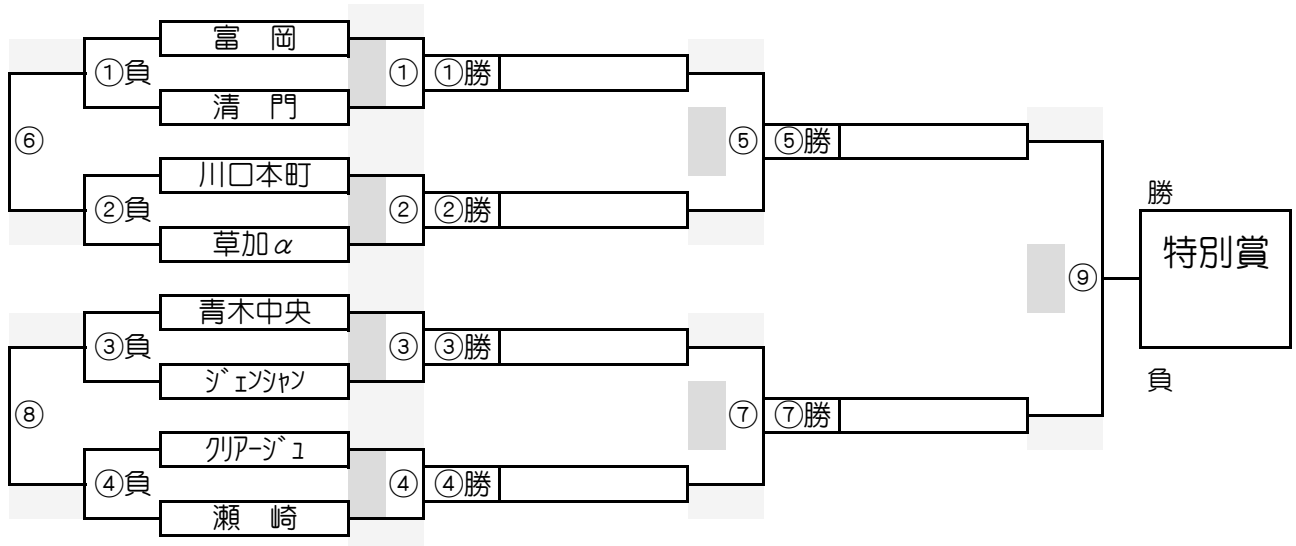 富 岡
①負 ① ①勝
清 門
⑥ ⑤ ⑤勝
川口本町
②負 ② ②勝
草加α
勝
特別賞
⑨
青木中央
③負 ③ ③勝
ジェンシャン
負
⑧ ⑦ ⑦勝
クリアージュ
④負 ④ ④勝
瀬 崎